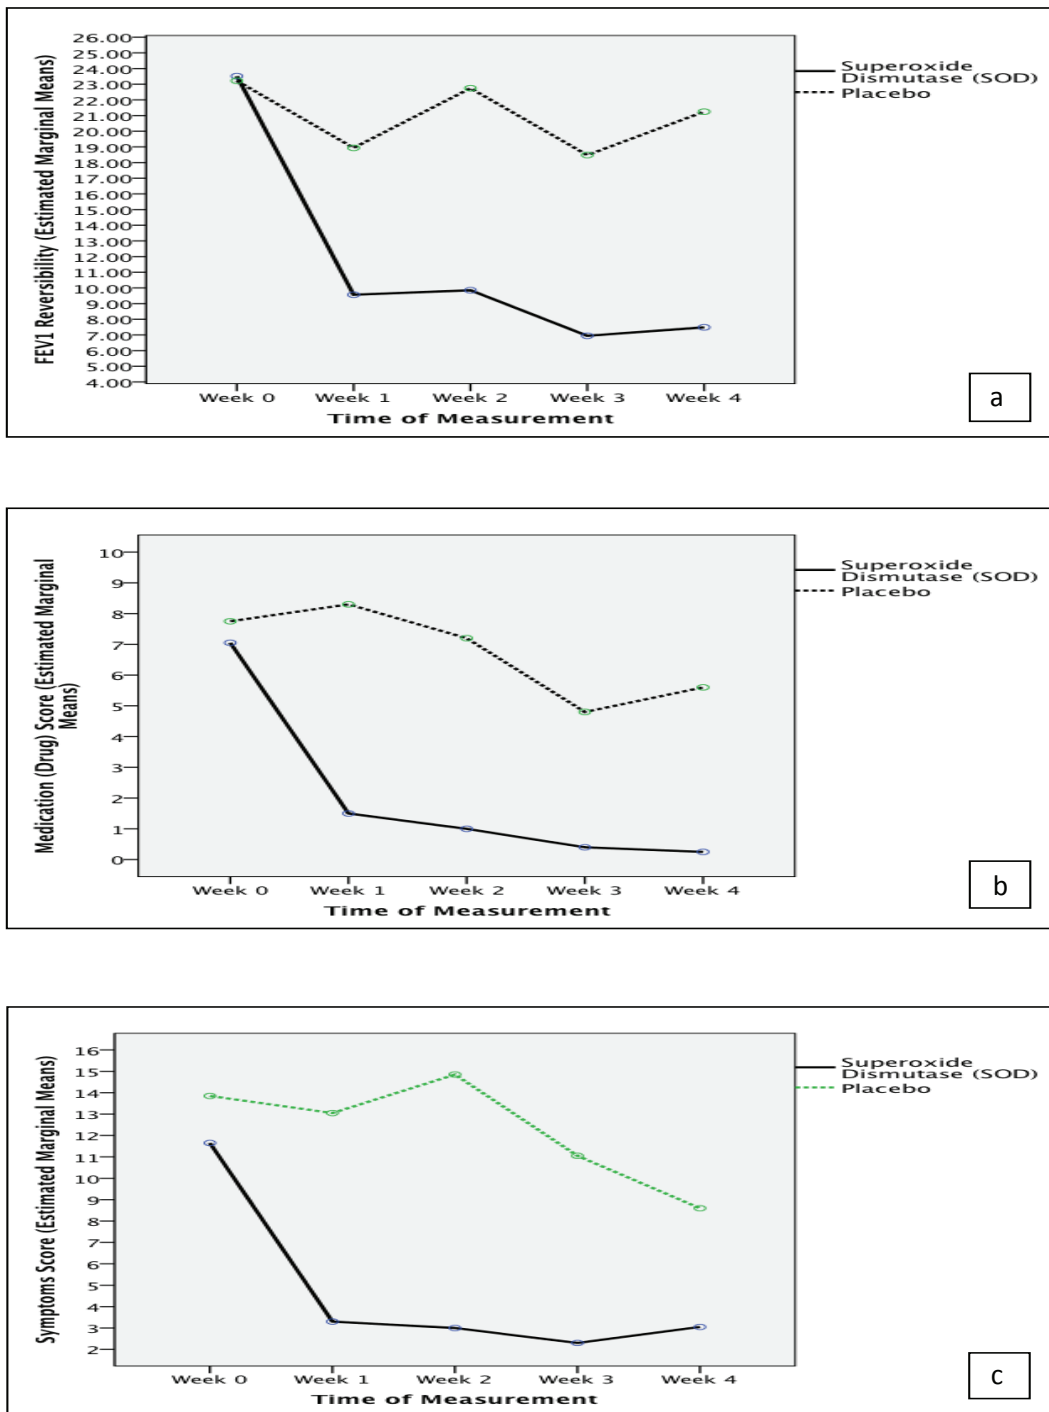 FEV1 Reversibility (Estimated Marginal Means)
26.00
25.00
24.00
23.00
22.00
21.00
20.00
19.00
18.00
17.00
16.00
15.00
14.00
13.00
12.00
11.00
10.00
9.00
8.00
7.00
6.00
5.00
4.00
Week 0 Week 1 Week 2 Week 3 Week 4
Time of Measurement
Superoxide
Dismutase (SOD)
Placebo
a
Medication (Drug) Score (Estimated Marginal
Means)
10
9
8
7
6
5
4
3
2
1
0
Week 0 Week 1 Week 2 Week 3 Week 4
Time of Measurement
Superoxide
Dismutase (SOD)
Placebo
b
Symptoms Score (Estimated Marginal Means)
16
15
14
13
12
11
10
9
8
7
6
5
4
3
2
Week 0 Week 1 Week 2 Week 3 Week 4
Time of Measurement
Superoxide
Dismutase (SOD)
Placebo
c